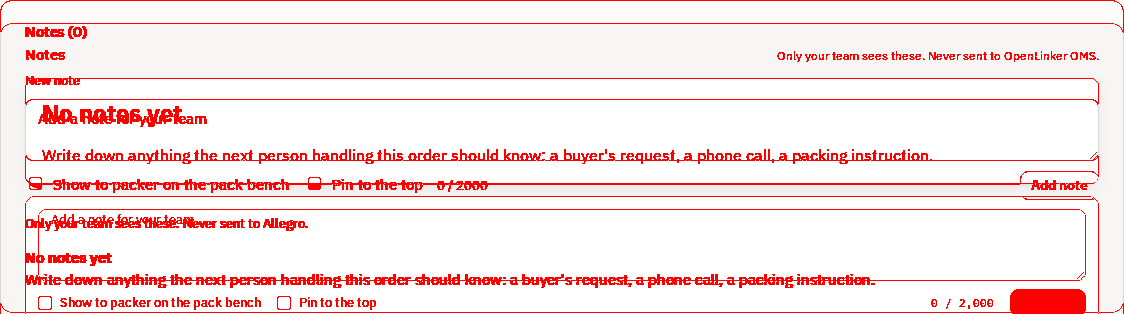 Notes (0)
Notes
Only your team sees these. Never sent to OpenLinker OMS.
New note
No notes yet
Add a note for your team
Write down anything the next person handling this order should know: a buyer's request, a phone call, a packing instruction.
Show to packer on the pack bench
Pin to the top
0 / 2000
Add note
Add a note for your team
Only your team sees these. Never sent to Allegro.
No notes yet
Write down anything the next person handling this order should know: a buyer's request, a phone call, a packing instruction.
Show to packer on the pack bench
Pin to the top
0 / 2,000